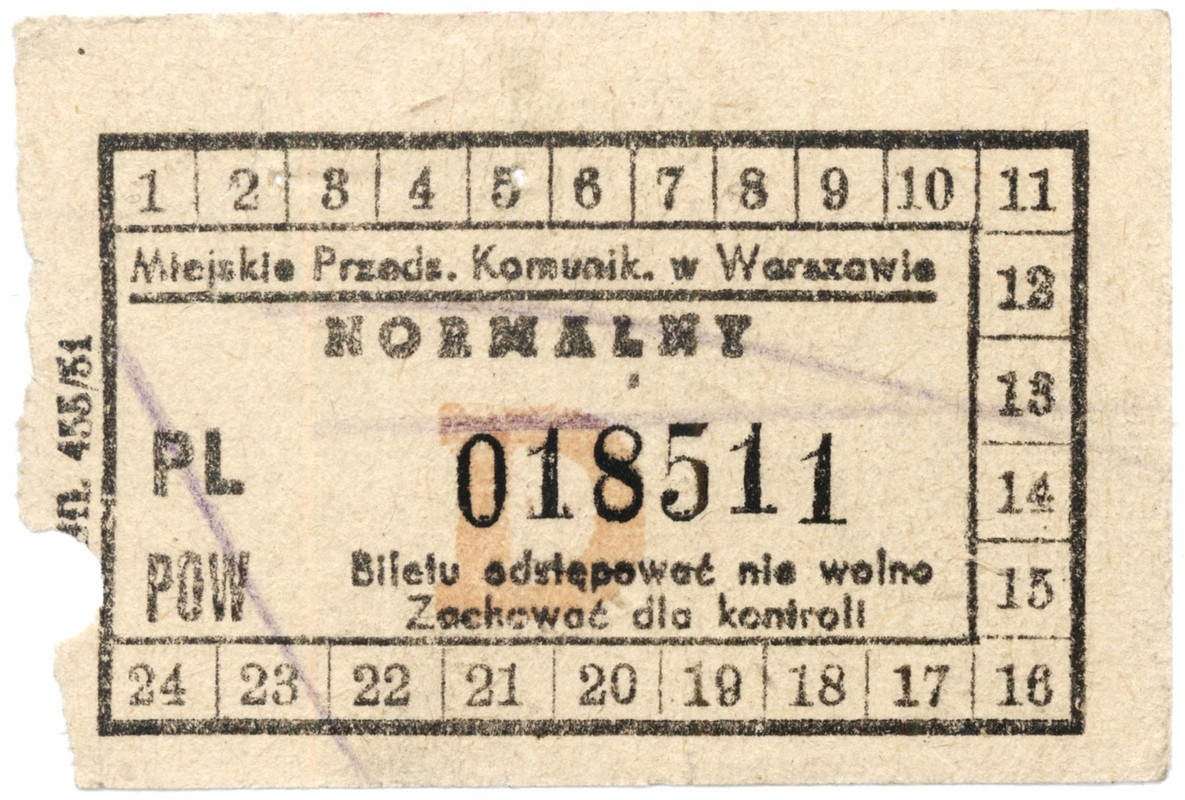 1 2 3 4 5 6 7 8 9 10 11
Miejskie Przeds. Komunik. w Warszawie
12
NORMALNY
13
D
PL 018511
14
POW
Biletu odstępować nie wolno
15
Zachować dla kontroli
24 23 22 21 20 19 18 17 16
455/51